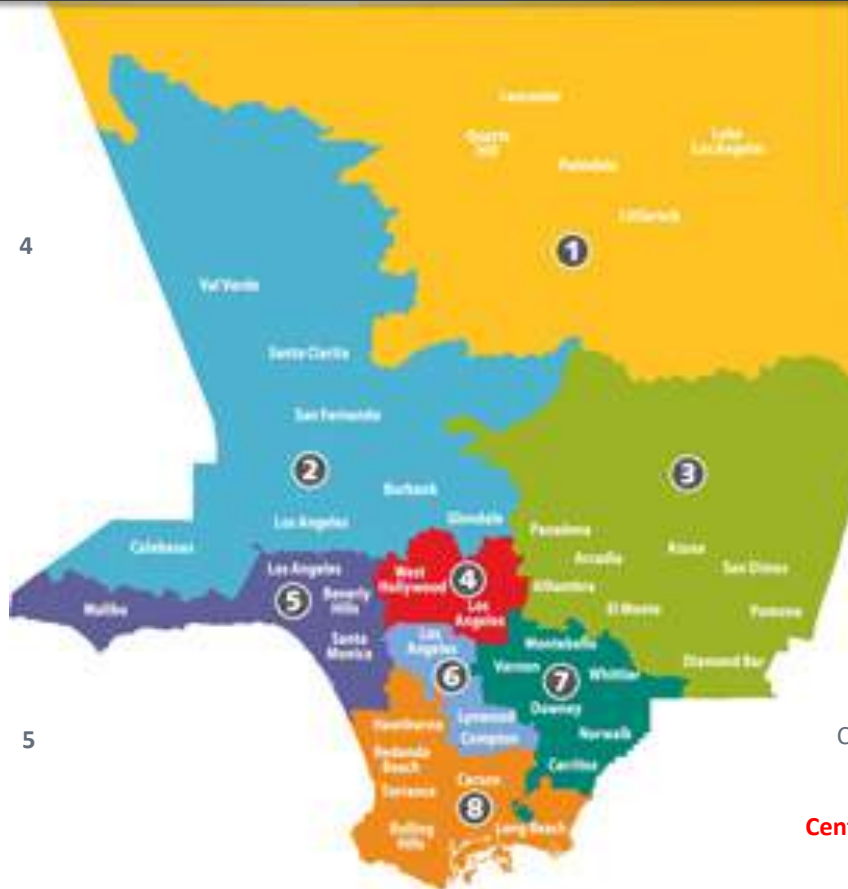 Lancaster
Quartz
Hill
Lake
Los Angeles
Palmdale
Littlerock
4
1
Val Verde
Santa Clarita
San Fernando
2
3
Burbank
Los Angeles
Glendale
Pasadena
Calabasas
Arcadia
Azusa
San Dimas
Los Angeles
West
Hollywood
4
Alhambra
5
Beverly
Hills
Malibu
Los
Angeles
El Monte
Pomona
Santa
Monica
Los
Angeles
Montebello
Diamond Bar
Vernon
Whittier
6
7
Downey
Hawthorne
Lynwood
Compton
Norwalk
5
C
Redondo
Beach
Cerritos
Torrance
Carson
8
Rolling
Hills
Long Beach
Cent